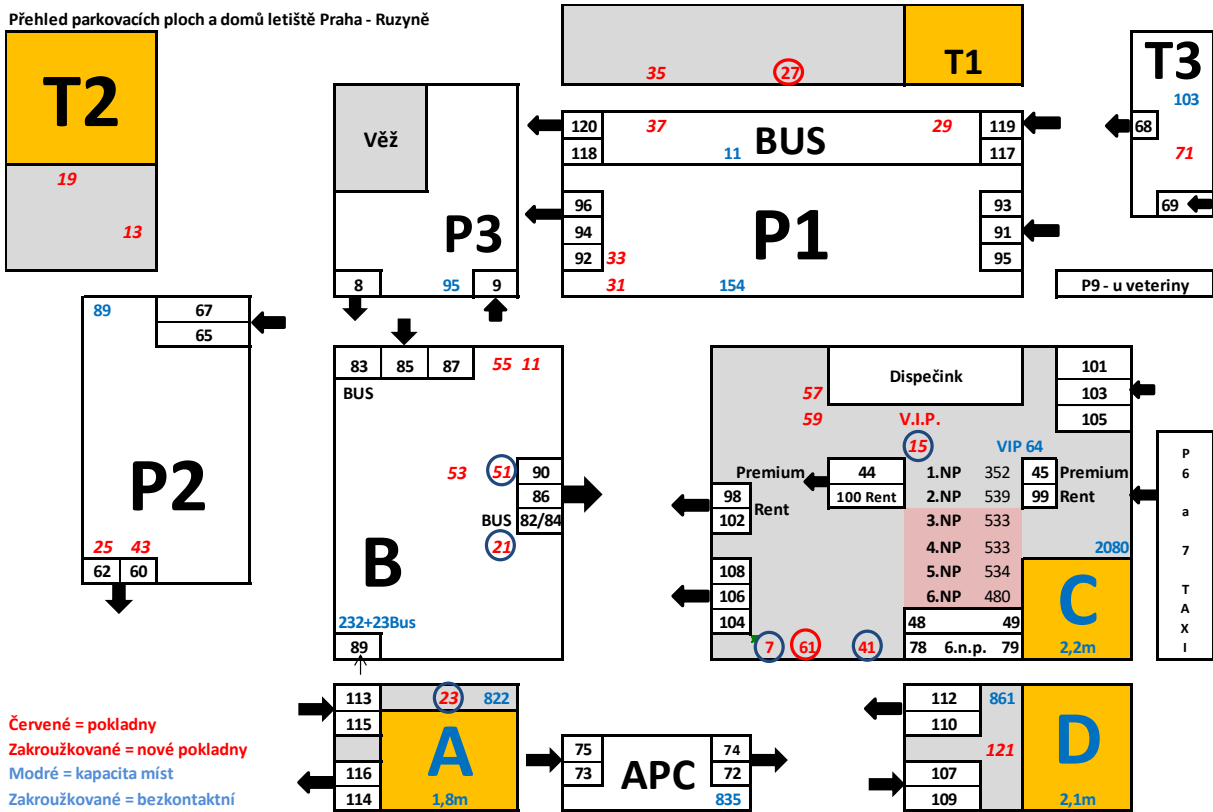 Přehled parkovacích ploch a domů letiště Praha - Ruzyně
T2
19
13
Věž
P3
8
95
9
35
27
T1
120
37
BUS
29
119
118
11
117
96
93
94
P1
91
92
33
95
31
154
T3
103
68
71
69
P9 - u veteriny
89
67
65
P2
25
43
62
60
83
85
87
55
11
BUS
53
51
90
86
BUS
82/84
21
B
232+23Bus
89
Dispečink
101
103
105
57
59
V.I.P.
15
VIP 64
Premium
44
1.NP 352
45
Premium
98
Rent
100 Rent
2.NP 539
99
Rent
102
3.NP 533
4.NP 533
2080
108
5.NP 534
106
6.NP 480
104
C
48
49
7
61
41
78
6.n.p.
79
2,2m
P
6
a
7
T
A
X
I
113
23
822
115
A
116
114
1,8m
75
74
73
APC
72
835
112
861
110
121
D
107
109
2,1m
Červené = pokladny
Zakroužkované = nové pokladny
Modré = kapacita míst
Zakroužkované = bezkontaktní